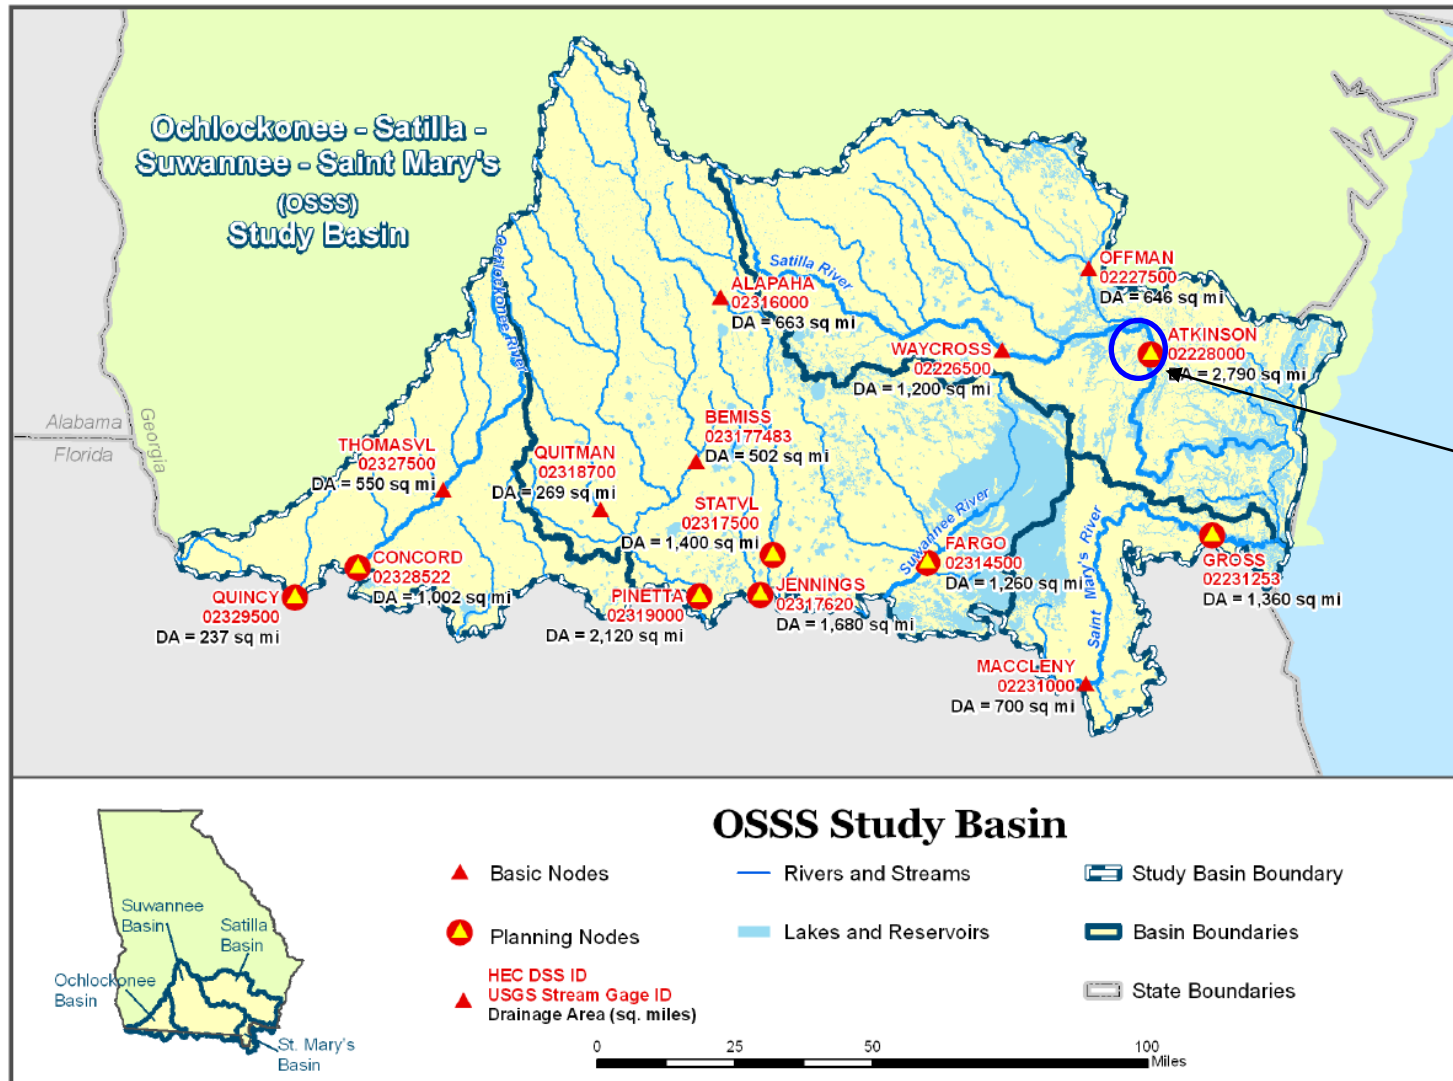 Ochlockonee - Satilla -
Suwannee - Saint Mary's
(OSSS)
Study Basin
Ochlockonee River
Satilla River
ALAPAHA
02316000
DA = 663 sq mi
OFFMAN
02227500
DA = 646 sq mi
WAYCROSS
02226500
DA = 1,200 sq mi
ATKINSON
02228000
DA = 2,790 sq mi
Alabama
Florida
Georgia
THOMASVL
02327500
DA = 550 sq mi
QUITMAN
02318700
DA = 269 sq mi
BEMISS
023177483
DA = 502 sq mi
STATVL
02317500
DA = 1,400 sq mi
Suwannee River
FARGO
02314500
DA = 1,260 sq mi
Saint Mary's River
GROSS
02231253
DA = 1,360 sq mi
CONCORD
02328522
DA = 1,002 sq mi
QUINCY
02329500
DA = 237 sq mi
PINETTA
02319000
DA = 2,120 sq mi
JENNINGS
02317620
DA = 1,680 sq mi
MACCLENY
02231000
DA = 700 sq mi
OSSS Study Basin
Basic Nodes
Rivers and Streams
Study Basin Boundary
Planning Nodes
Lakes and Reservoirs
Basin Boundaries
HEC DSS ID
USGS Stream Gage ID
Drainage Area (sq. miles)
State Boundaries
0 25 50 100
Miles
Suwannee
Basin
Satilla
Basin
Ochlockonee
Basin
St. Mary's
Basin